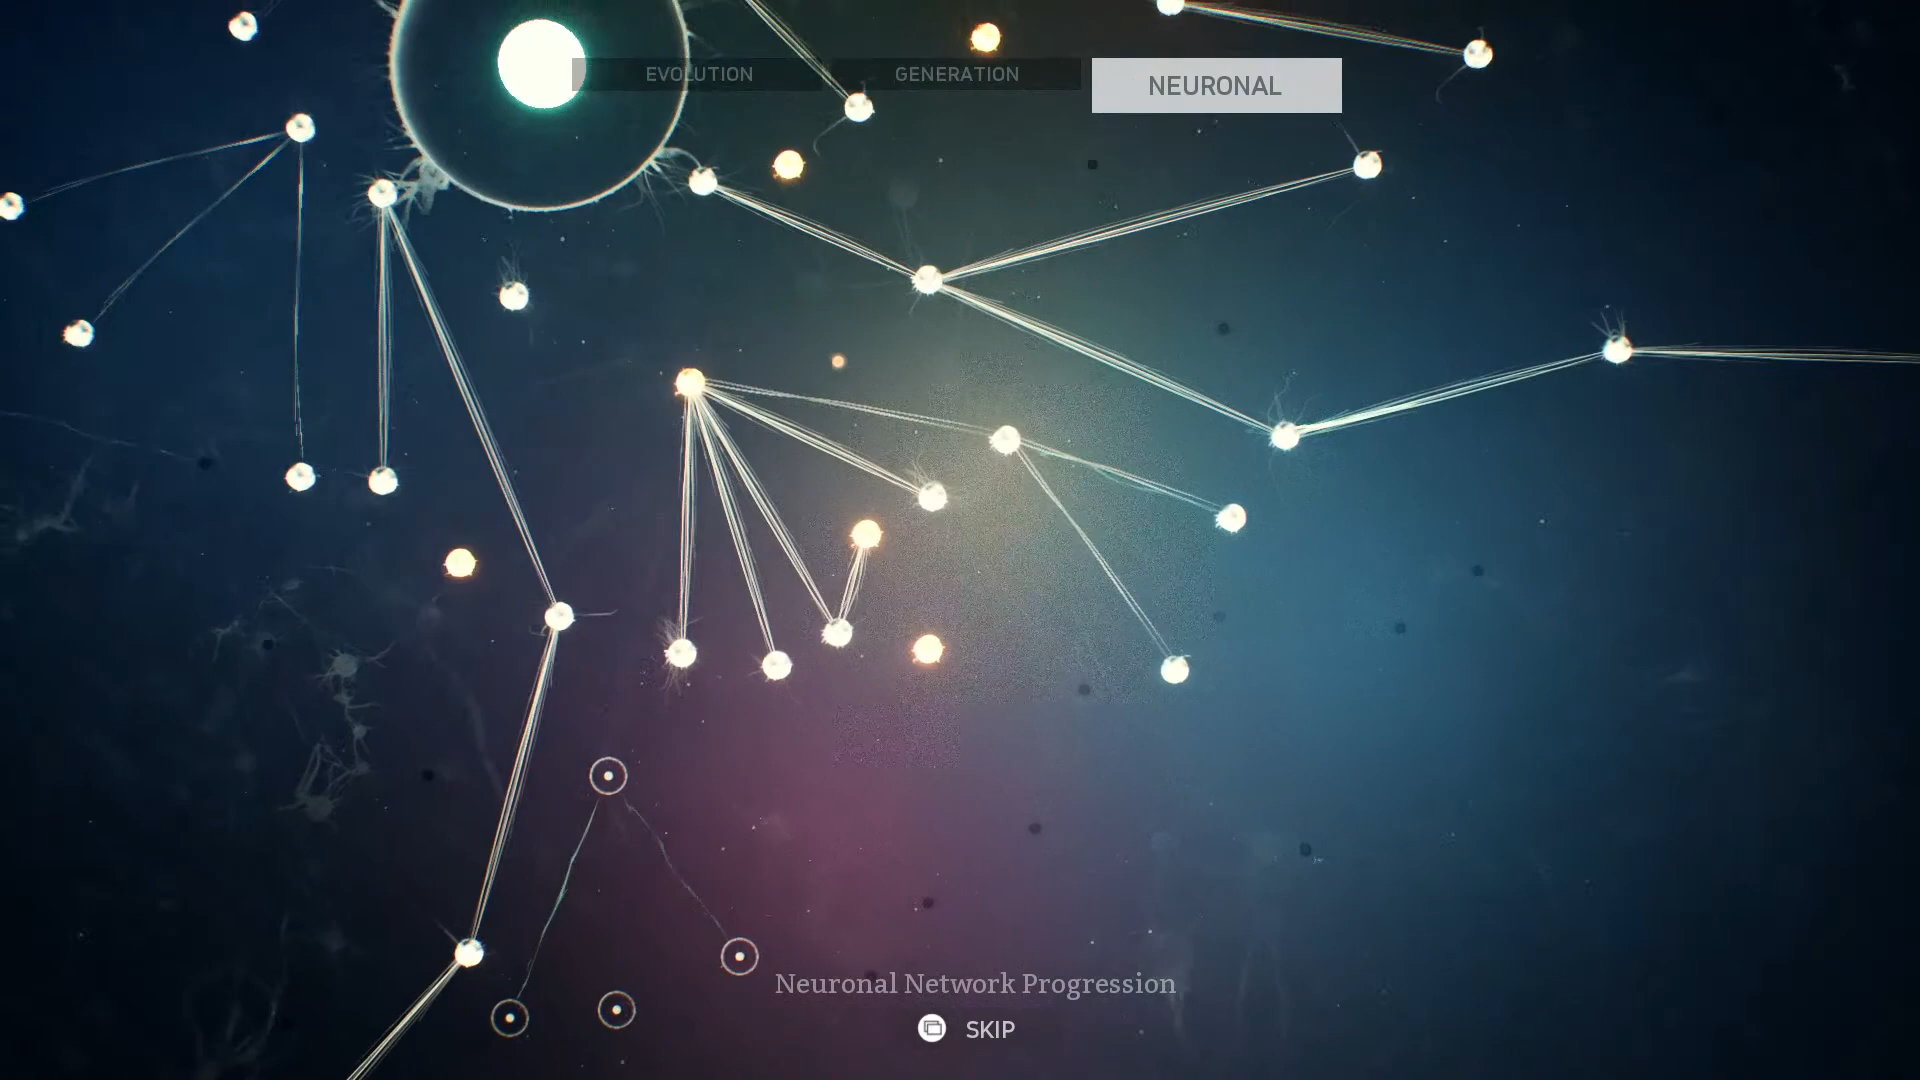 EVOLUTION
GENERATION
NEURONAL
Neuronal Network Progression
SKIP